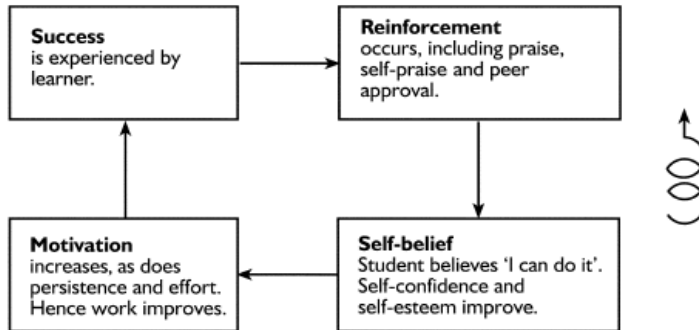 Success
is experienced by
learner.
Reinforcement
occurs, including praise,
self-praise and peer
approval.
Motivation
increases, as does
persistence and effort.
Hence work improves.
Self-belief
Student believes ‘I can do it’.
Self-confidence and
self-esteem improve.